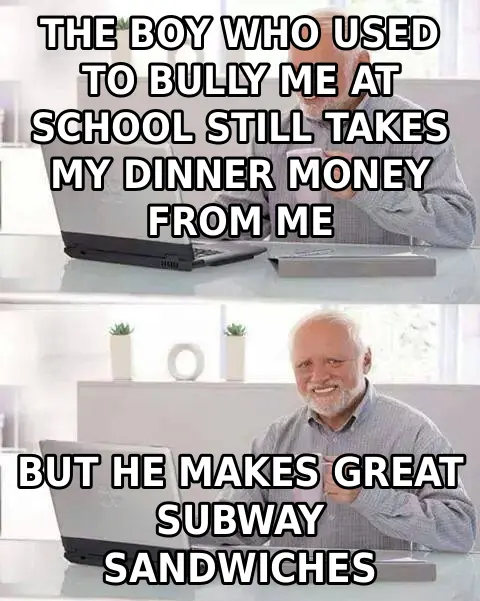 THE BOY WHO USED
TO BULLY ME AT
SCHOOL STILL TAKES
MY DINNER MONEY
FROM ME
BUT HE MAKES GREAT
SUBWAY
SANDWICHES